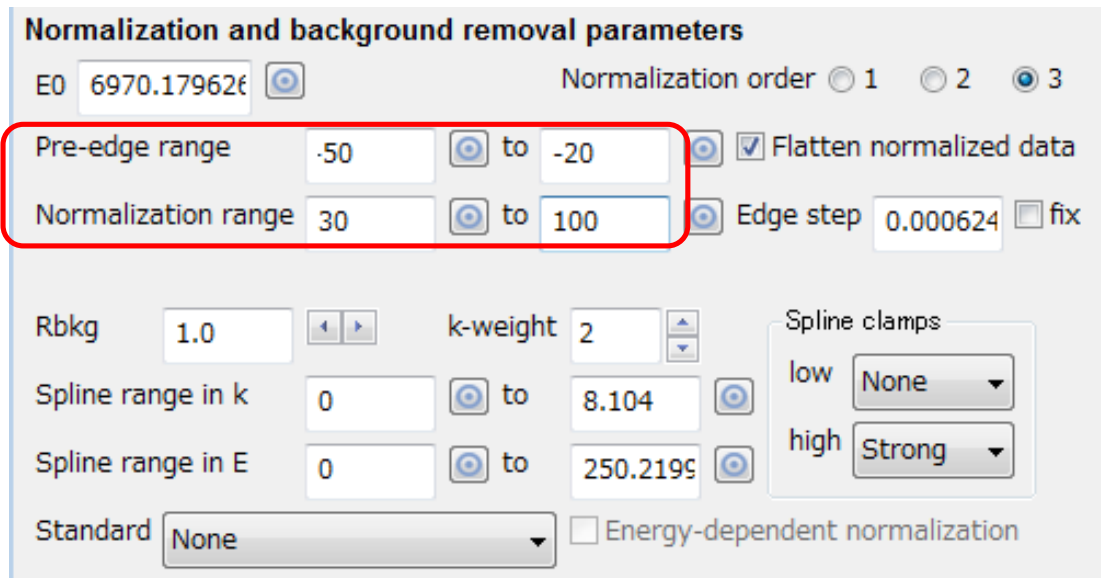 Normalization and background removal parameters
E0 6970.179626 Normalization order 1 2 3
Pre-edge range -50 to -20 Flatten normalized data
Normalization range 30 to 100 Edge step 0.000624 fix
Rbkg 1.0 k-weight 2 Spline clamps
low None
Spline range in k 0 to 8.104
high Strong
Spline range in E 0 to 250.2199
Standard None Energy-dependent normalization